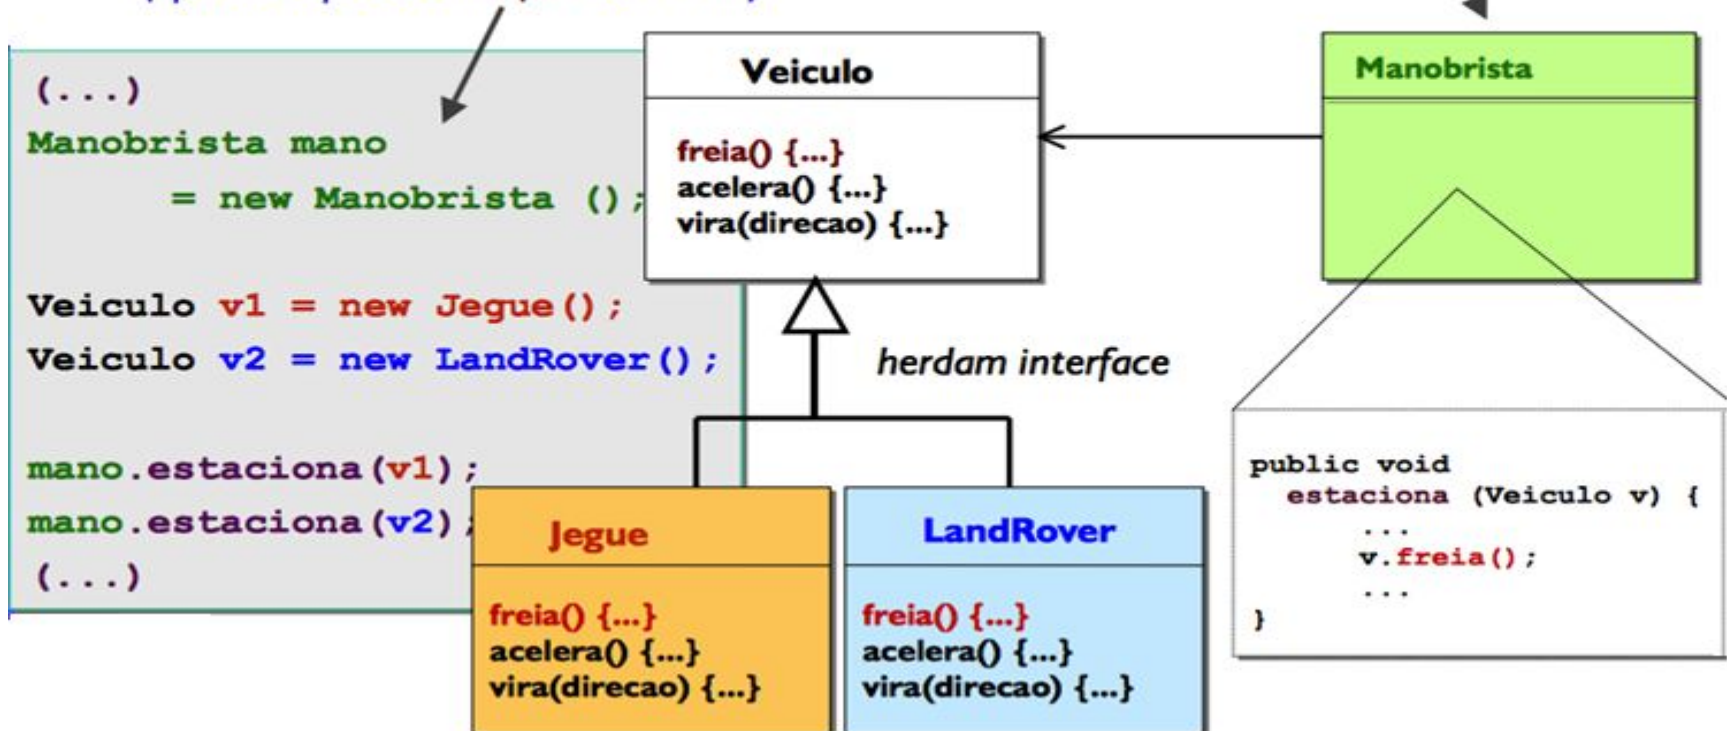 (...)
Manobrista mano
= new Manobrista ();
Veiculo v1 = new Jegue();
Veiculo v2 = new LandRover();
mano.estaciona(v1);
mano.estaciona(v2);
(...)
Veiculo
freia() {...}
acelera() {...}
vira(direcao) {...}
herdam interface
Jegue
freia() {...}
acelera() {...}
vira(direcao) {...}
LandRover
freia() {...}
acelera() {...}
vira(direcao) {...}
Manobrista
public void
estaciona (Veiculo v) {
...
v.freia();
...
}